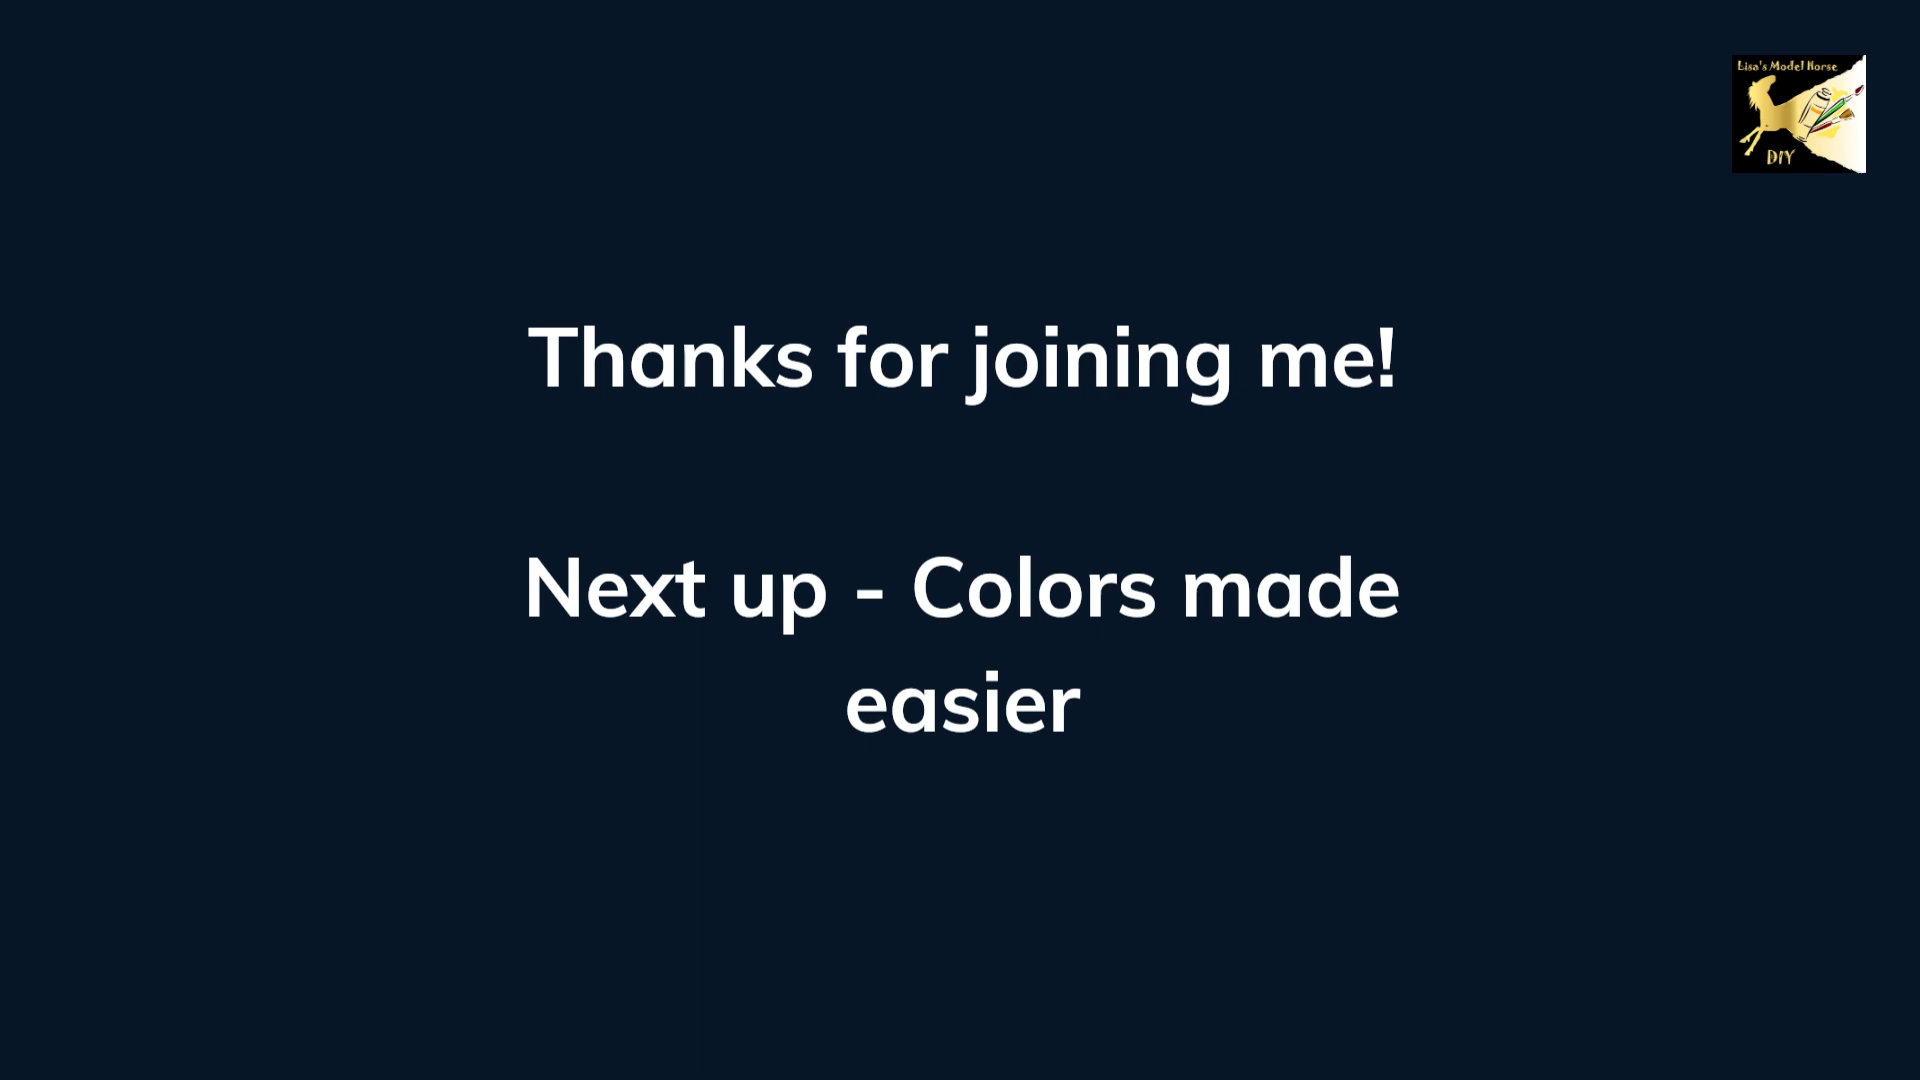 Lisa's Model Horse
DIY
Thanks for joining me!
Next up - Colors made
easier